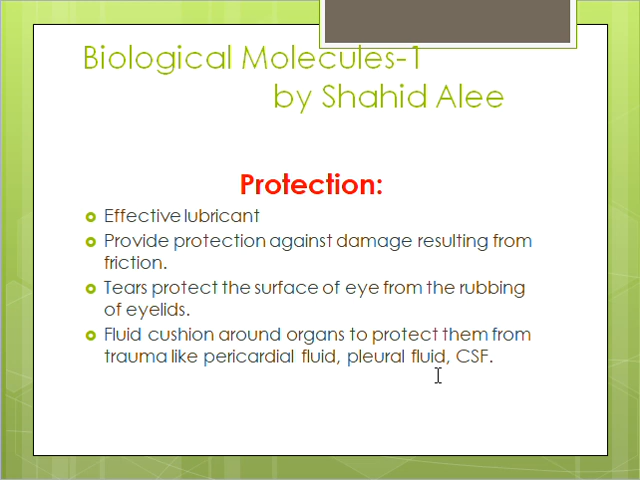 Biological Molecules-1
by Shahid Alee
Protection:
Effective lubricant
Provide protection against damage resulting from
friction.
Tears protect the surface of eye from the rubbing
of eyelids.
Fluid cushion around organs to protect them from
trauma like pericardial fluid, pleural fluid, CSF.